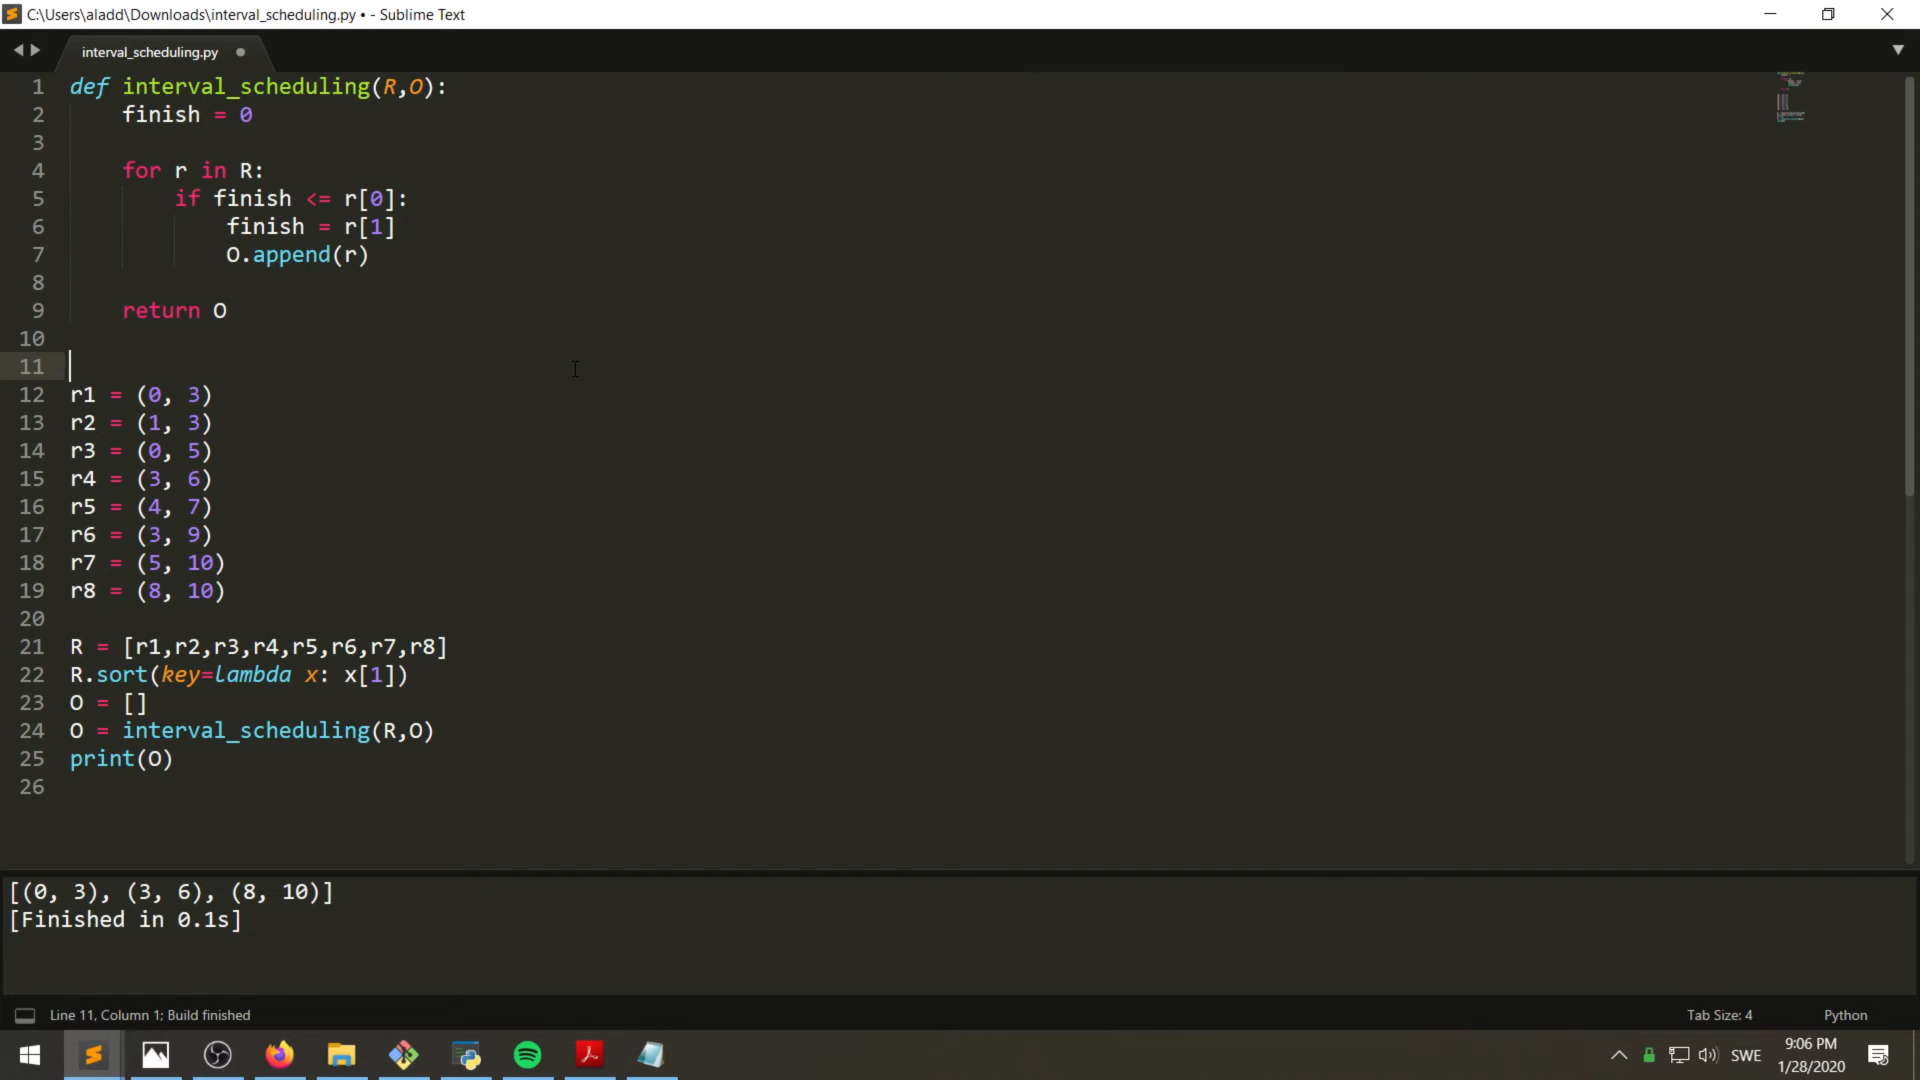 C:\Users\aladd\Downloads\interval_scheduling.py • - Sublime Text
interval_scheduling.py
1 def interval_scheduling(R,O):
2     finish = 0
3
4     for r in R:
5         if finish <= r[0]:
6             finish = r[1]
7             O.append(r)
8
9     return O
10
11
12 r1 = (0, 3)
13 r2 = (1, 3)
14 r3 = (0, 5)
15 r4 = (3, 6)
16 r5 = (4, 7)
17 r6 = (3, 9)
18 r7 = (5, 10)
19 r8 = (8, 10)
20
21 R = [r1,r2,r3,r4,r5,r6,r7,r8]
22 R.sort(key=lambda x: x[1])
23 O = []
24 O = interval_scheduling(R,O)
25 print(O)
26
[(0, 3), (3, 6), (8, 10)]
[Finished in 0.1s]
Line 11, Column 1; Build finished
Tab Size: 4
Python
SWE
9:06 PM
1/28/2020